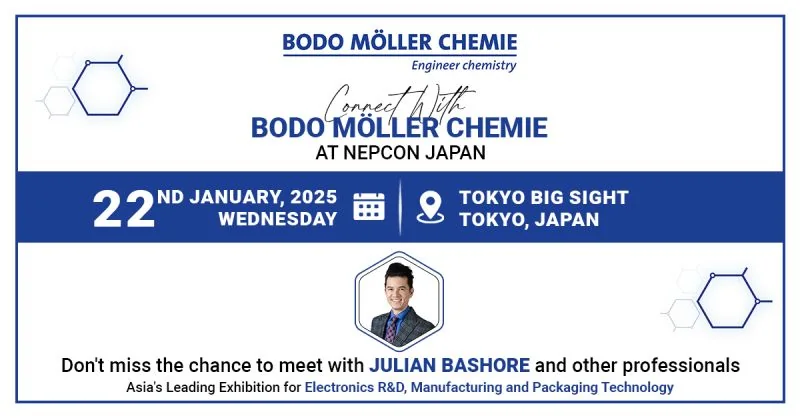 BODO MÖLLER CHEMIE
Engineer chemistry
Connect With
BODO MÖLLER CHEMIE
AT NEPCON JAPAN
22ND JANUARY, 2025
WEDNESDAY
TOKYO BIG SIGHT
TOKYO, JAPAN
Don't miss the chance to meet with JULIAN BASHORE and other professionals
Asia's Leading Exhibition for Electronics R&D, Manufacturing and Packaging Technology